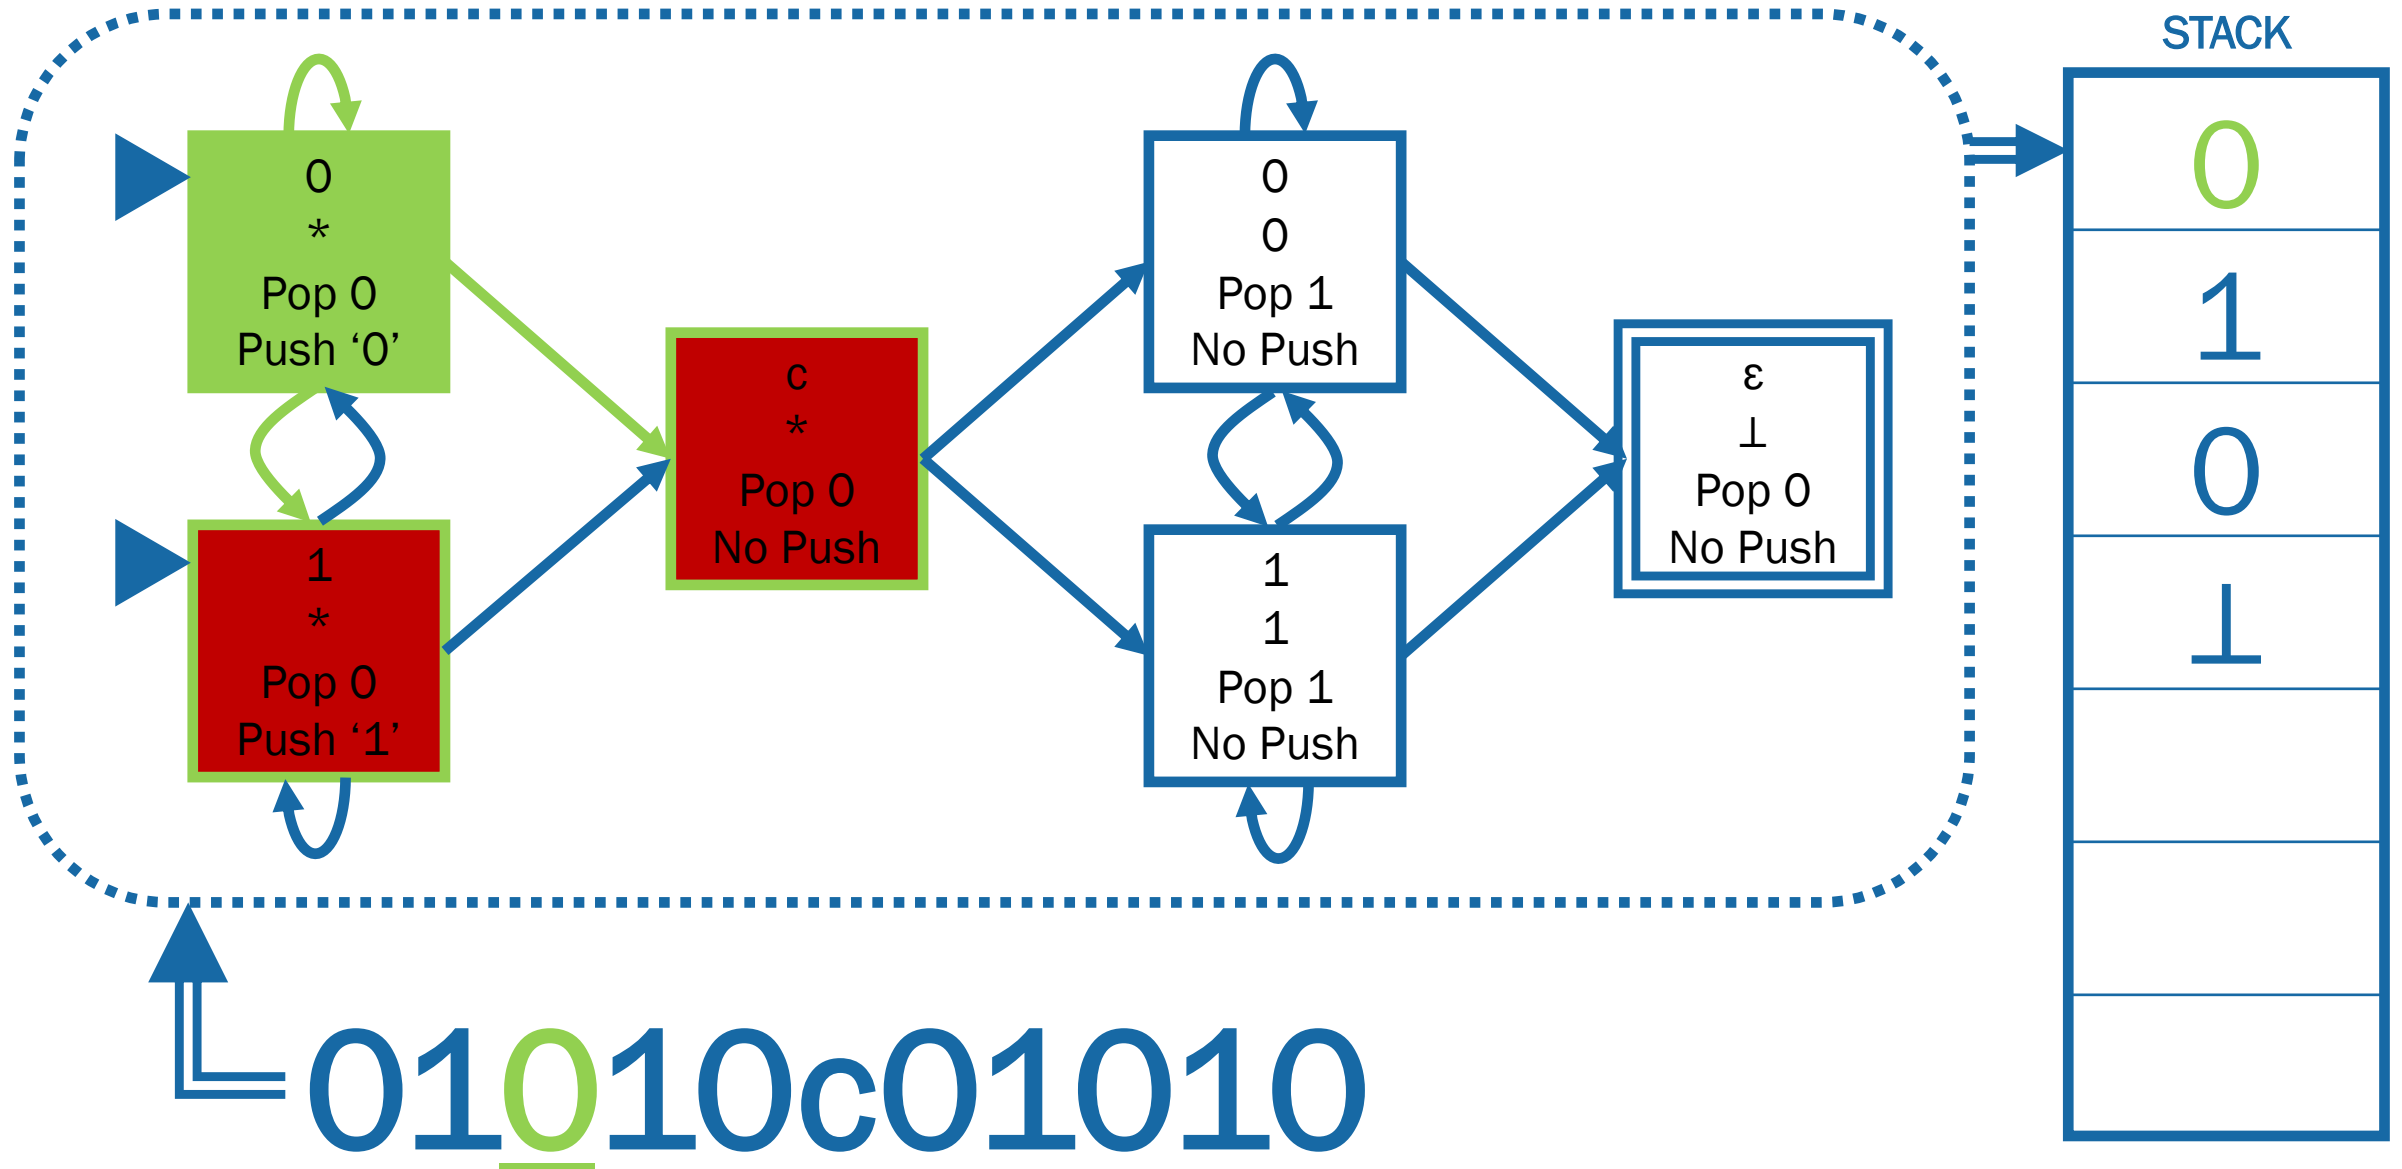 STACK
0
*
Pop 0
Push ‘0’
1
*
Pop 0
Push ‘1’
c
*
Pop 0
No Push
0
0
Pop 1
No Push
1
1
Pop 1
No Push
ε
⊥
Pop 0
No Push
0
1
0
⊥
01010c01010